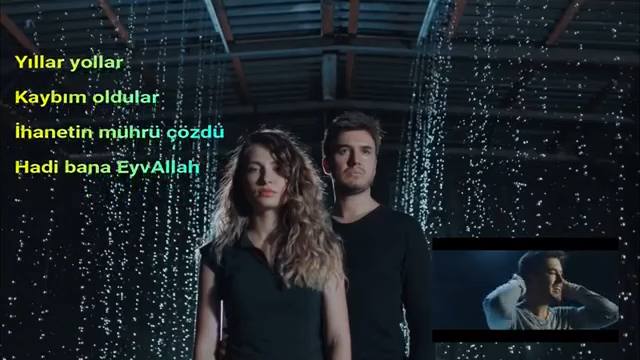 Yıllar yollar
Kaybım oldular
İhanetin mührü çözdü
Hadi bana EyvAllah